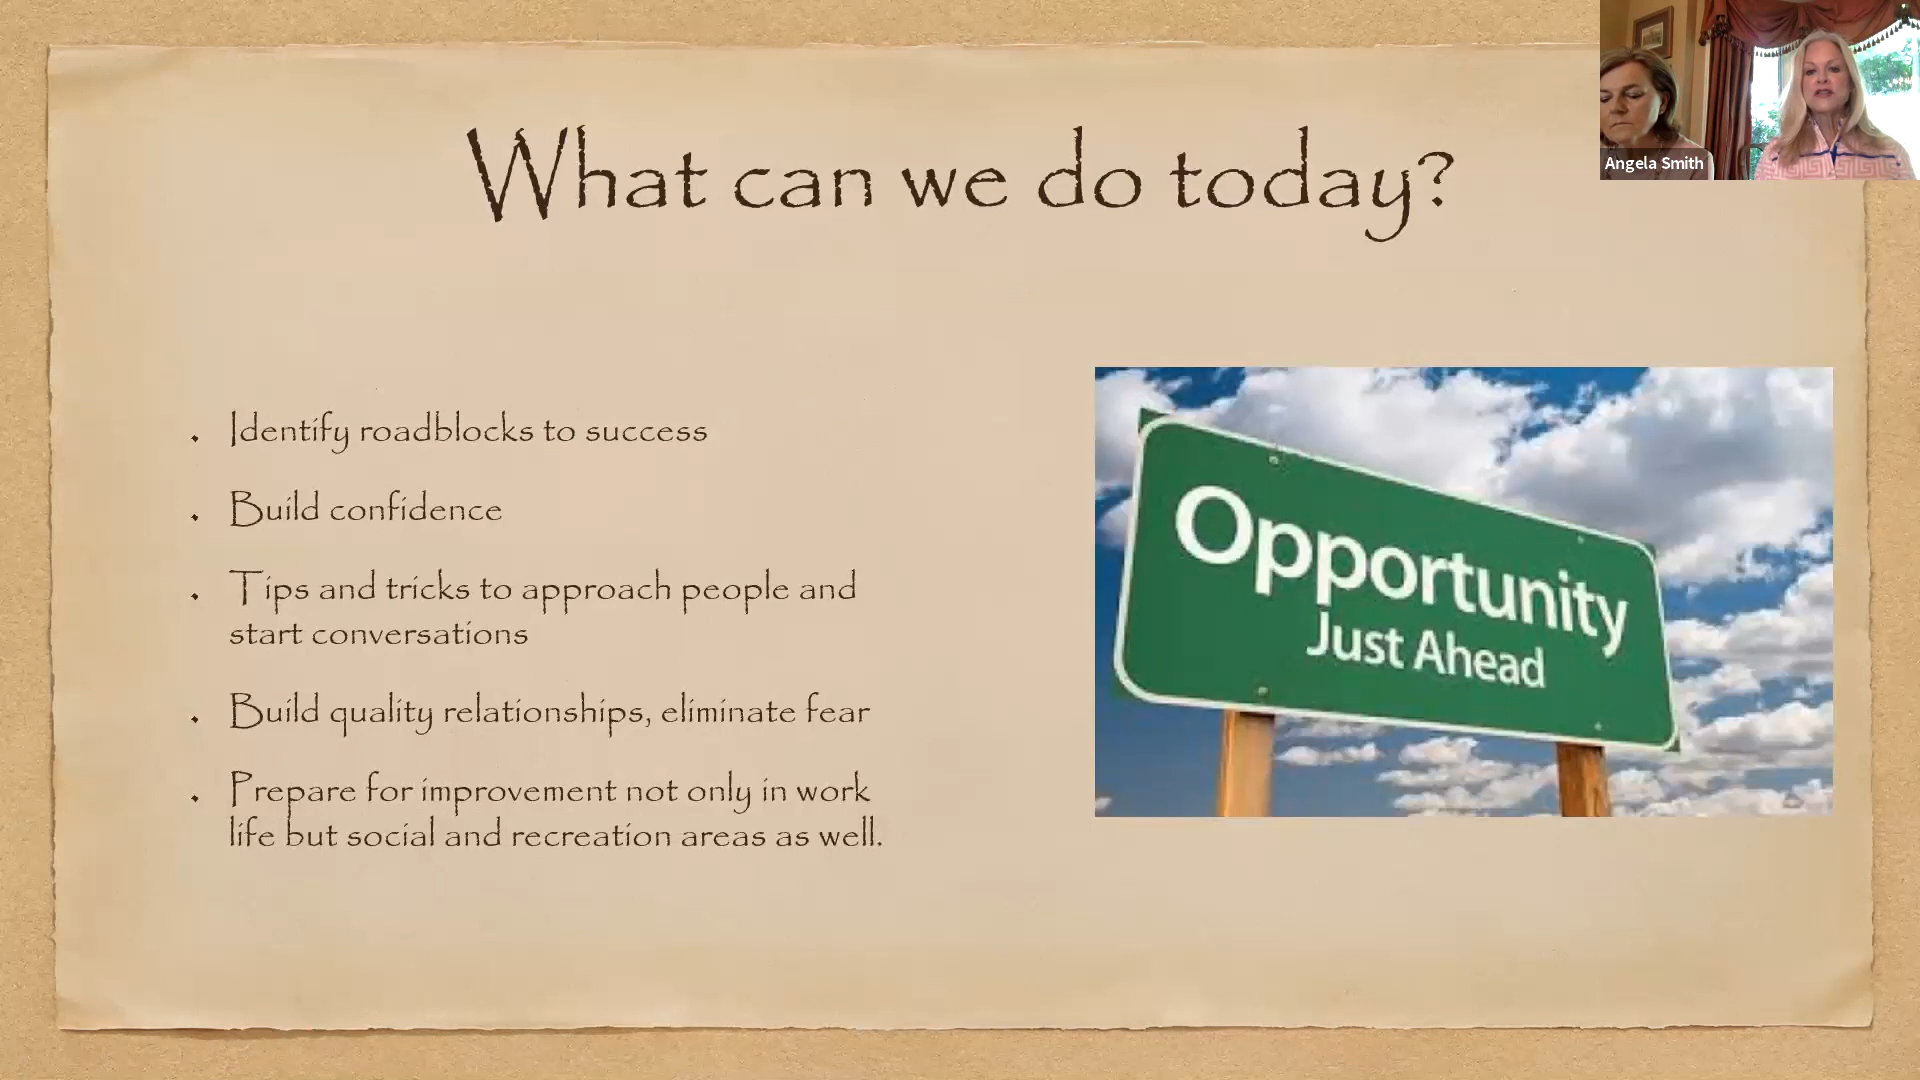 What can we do today?
Angela Smith
. Identify roadblocks to success
. Build confidence
. Tips and tricks to approach people and
start conversations
. Build quality relationships, eliminate fear
. Prepare for improvement not only in work
life but social and recreation areas as well.
Opportunity
Just Ahead